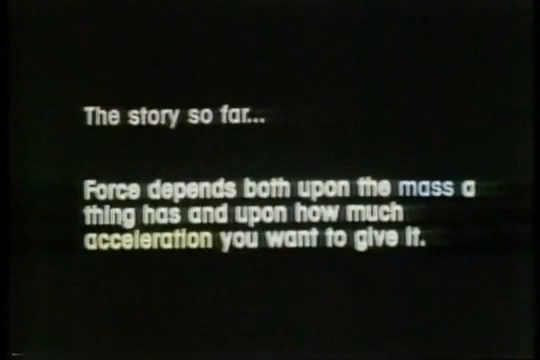 The story so far...
Force depends both upon the mass a
thing has and upon how much
acceleration you want to give it.